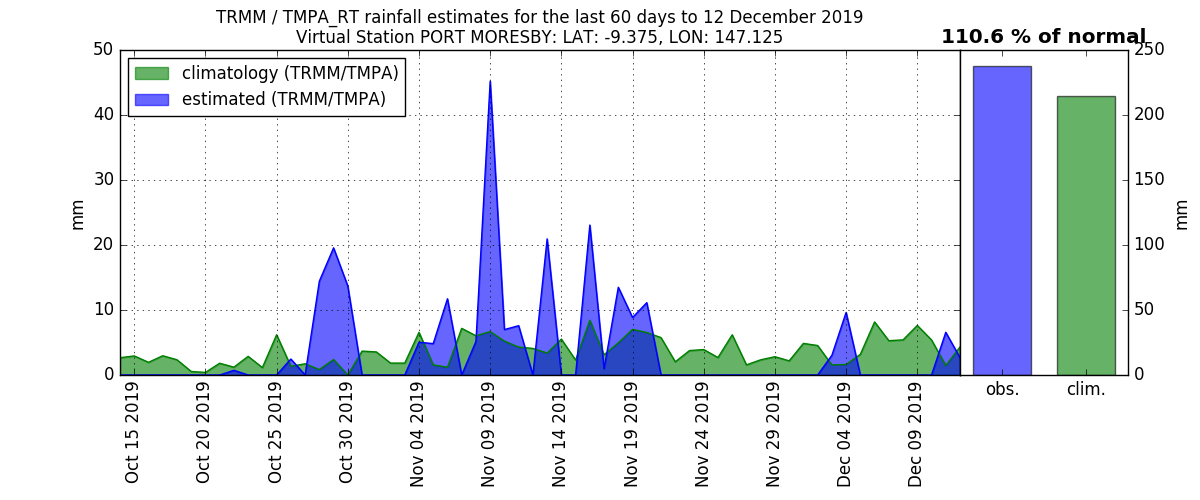 TRMM / TMPA_RT rainfall estimates for the last 60 days to 12 December 2019
Virtual Station PORT MORESBY: LAT: -9.375, LON: 147.125
110.6 % of normal
climatology (TRMM/TMPA)
estimated (TRMM/TMPA)
50
40
30
20
10
0
mm
250
200
150
100
50
0
mm
Oct 15 2019
Oct 20 2019
Oct 25 2019
Oct 30 2019
Nov 04 2019
Nov 09 2019
Nov 14 2019
Nov 19 2019
Nov 24 2019
Nov 29 2019
Dec 04 2019
Dec 09 2019
obs.
clim.